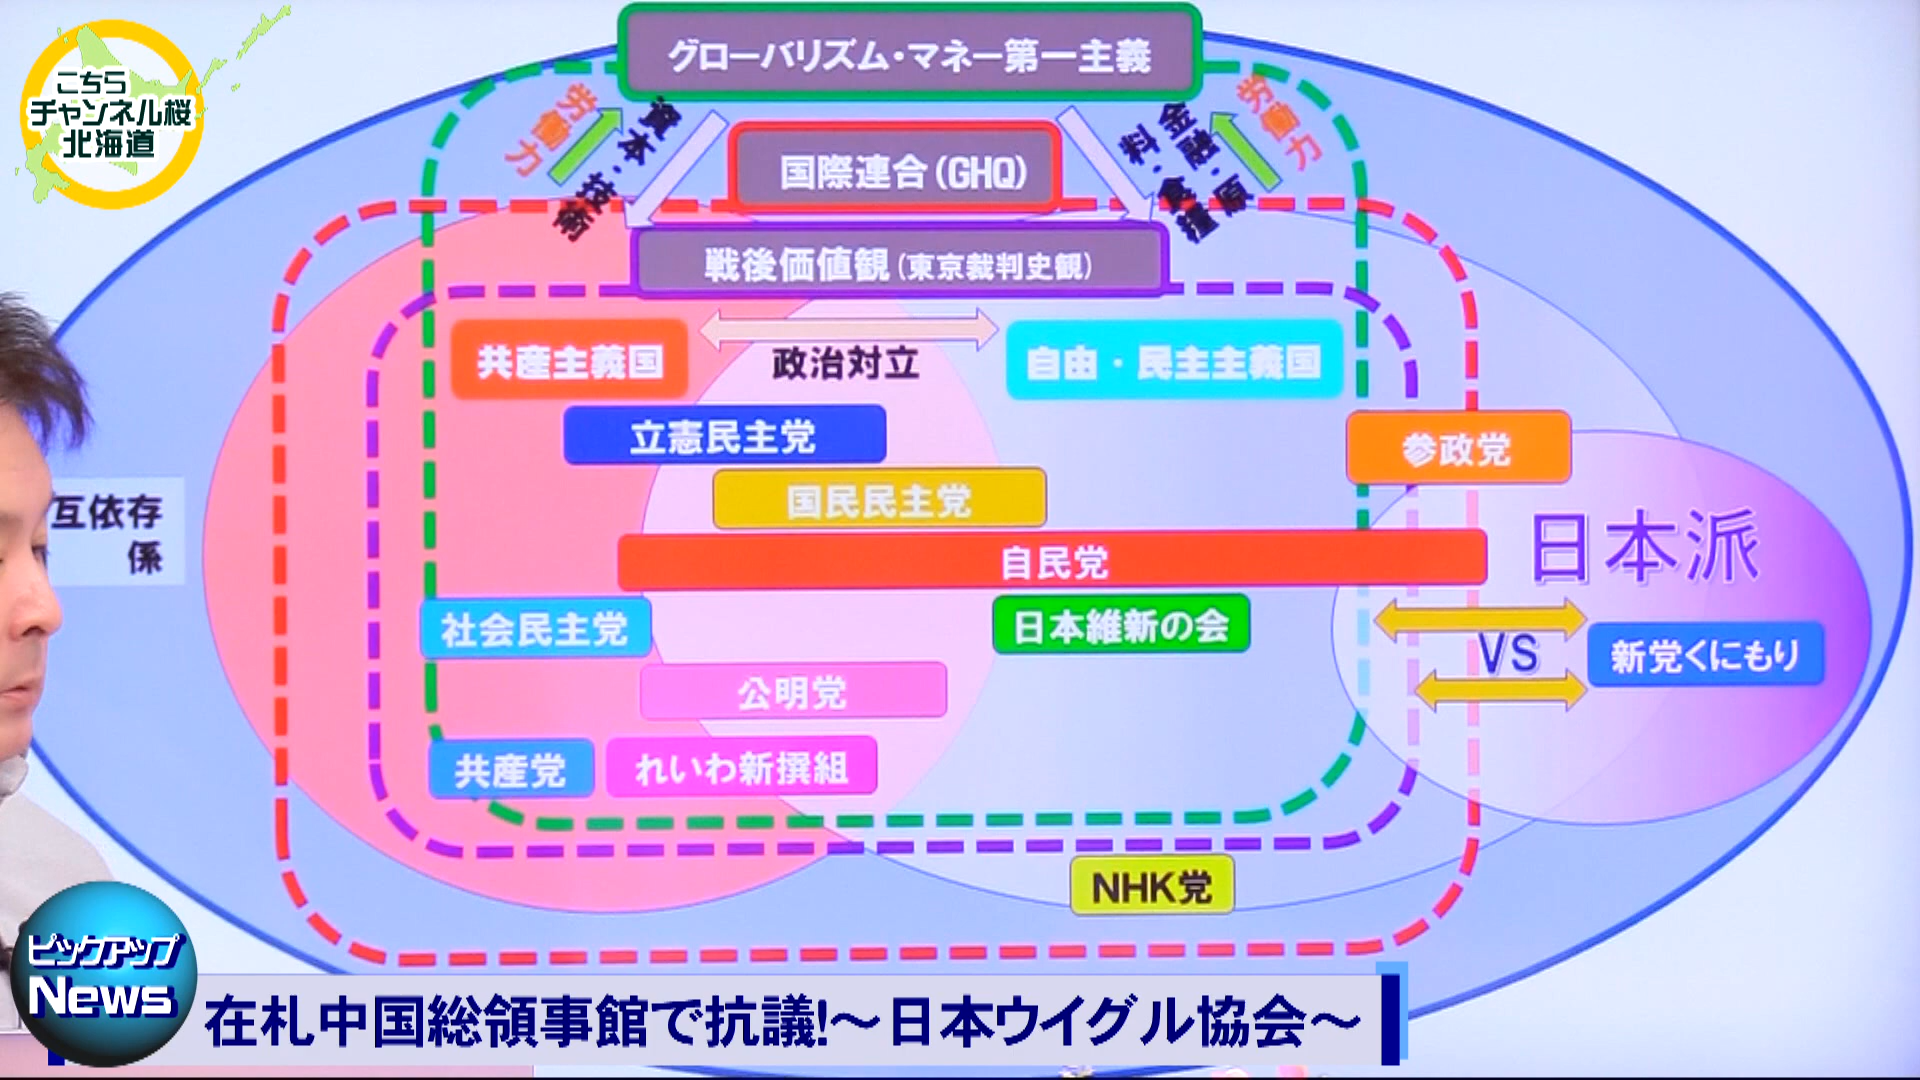 こちら
チャンネル桜
北海道
グローバリズム・マネー第一主義
労働力
資本・技術
金融・原
料・食糧
労働力
国際連合(GHQ)
戦後価値観(東京裁判史観)
共産主義国
政治対立
自由・民主主義国
立憲民主党
参政党
国民民主党
互依存
係
自民党
日本派
社会民主党
日本維新の会
VS
新党くにもり
公明党
共産党
れいわ新撰組
NHK党
ピックアップ
News
在札中国総領事館で抗議!～日本ウイグル協会～